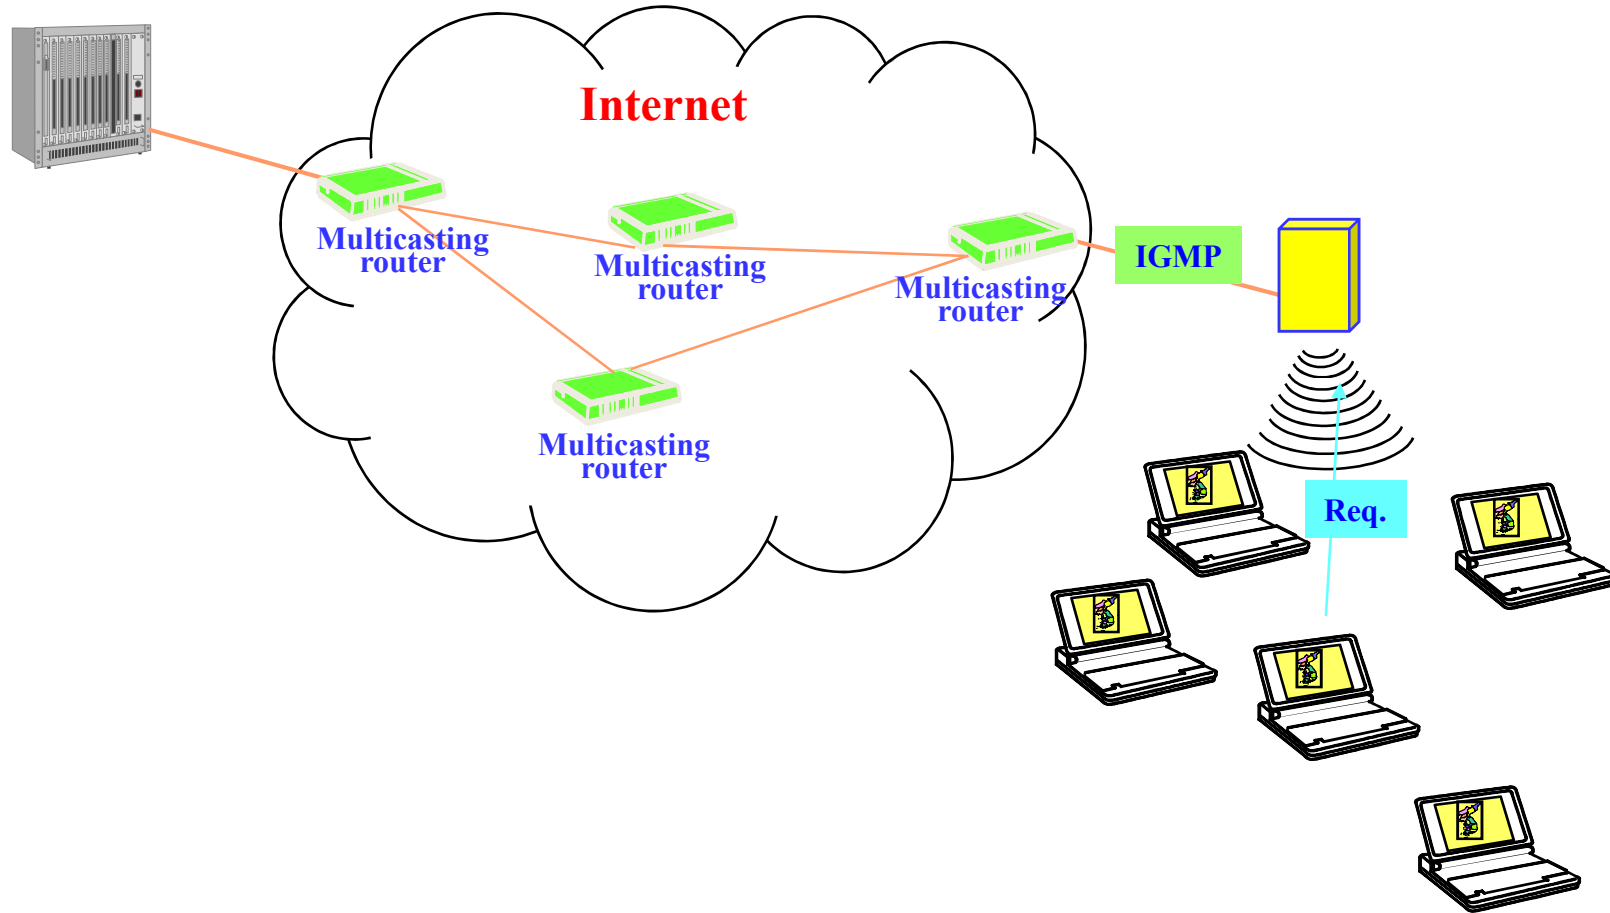 Internet
Multicasting
router
Multicasting
router
Multicasting
router
IGMP
Multicasting
router
Req.